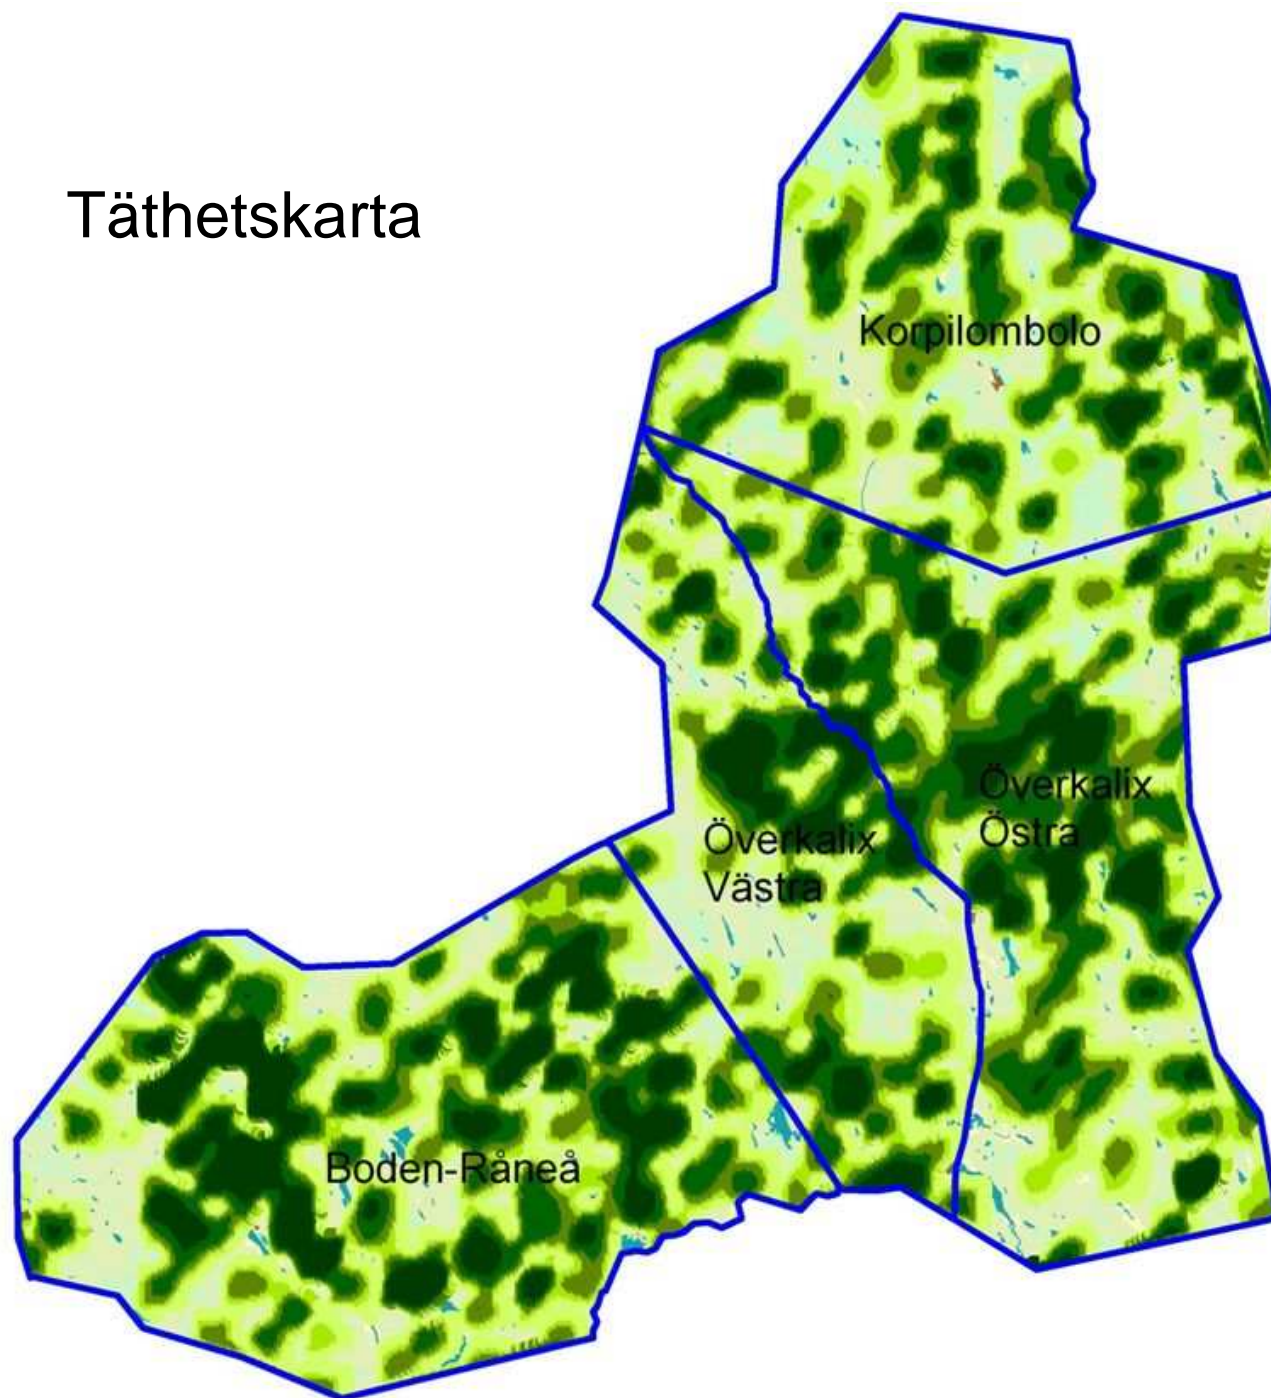 Täthetskarta
Korpilombolo
Överkalix
Östra
Överkalix
Västra
Boden-Råneå